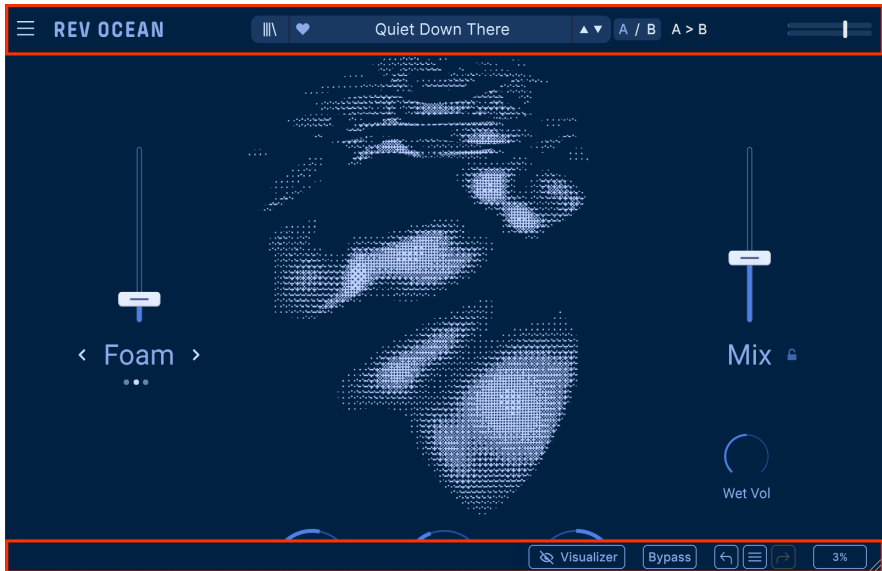 REV OCEAN
Quiet Down There
A / B A > B
Foam
Mix
Wet Vol
Visualizer
Bypass
3%